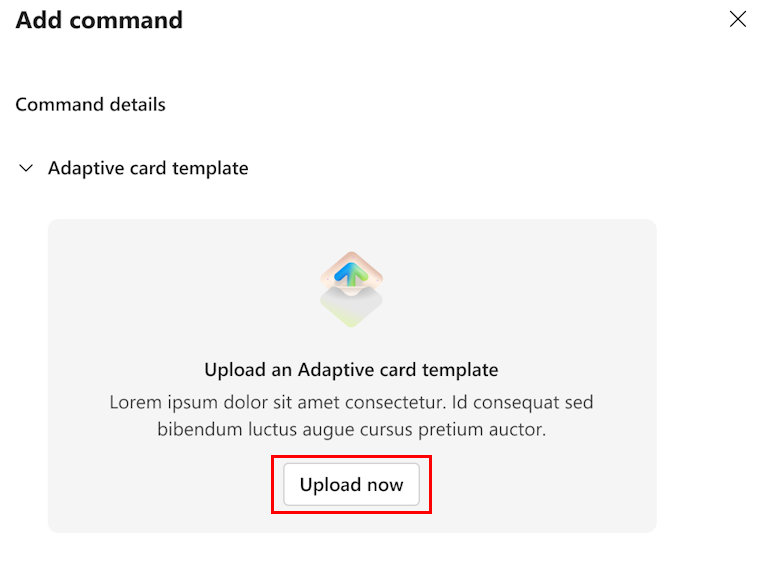 Add command
Command details
Adaptive card template
Upload an Adaptive card template
Lorem ipsum dolor sit amet consectetur. Id consequat sed
bibendum luctus augue cursus pretium auctor.
Upload now